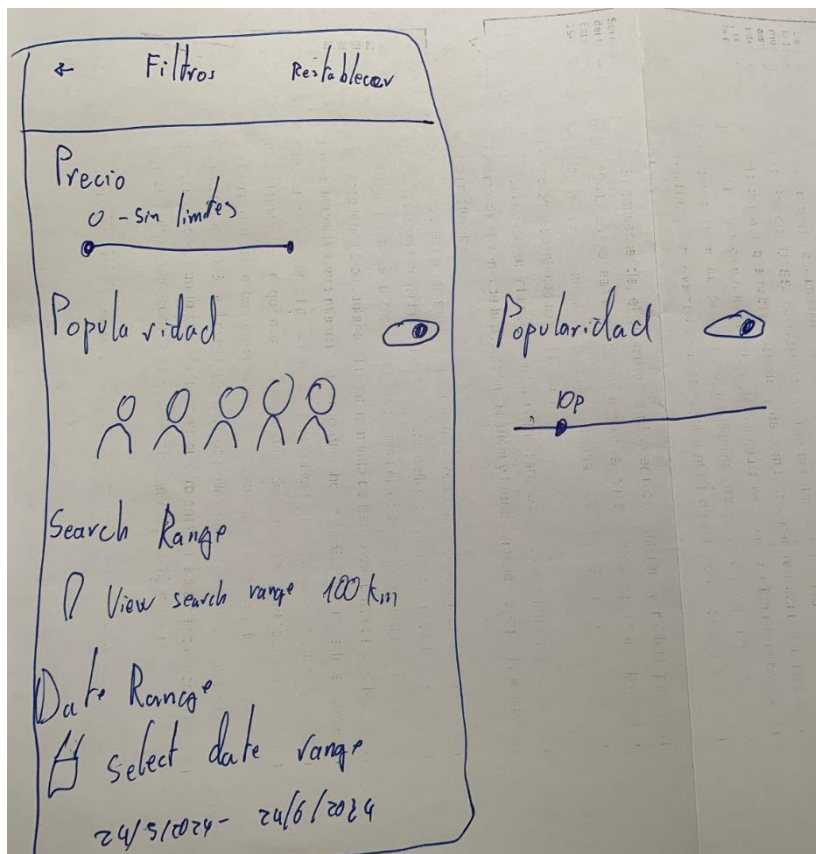 ← Filtros Restablecer
Precio
0 - sin limites
Popularidad
Search Range
View search range 100 km
Date Range
select date range
24/5/2024 - 24/6/2024
Popularidad
10p